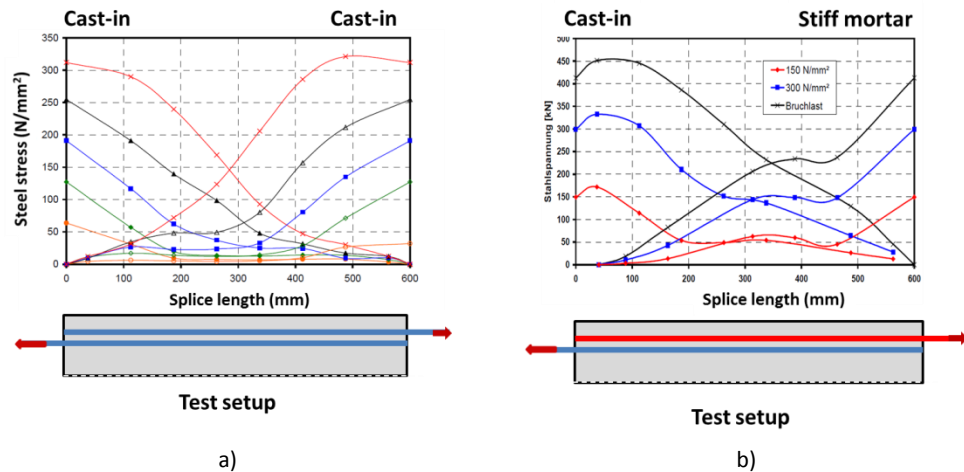 Cast-in Cast-in
350
300
250
200
150
100
50
0
Steel stress (N/mm²)
0 100 200 300 400 500 600
Splice length (mm)
Test setup
a)
Cast-in Stiff mortar
500
450
400
350
300
250
200
150
100
50
0
Stahlspannung [kN]
150 N/mm²
300 N/mm²
Bruchlast
0 100 200 300 400 500 600
Splice length (mm)
Test setup
b)